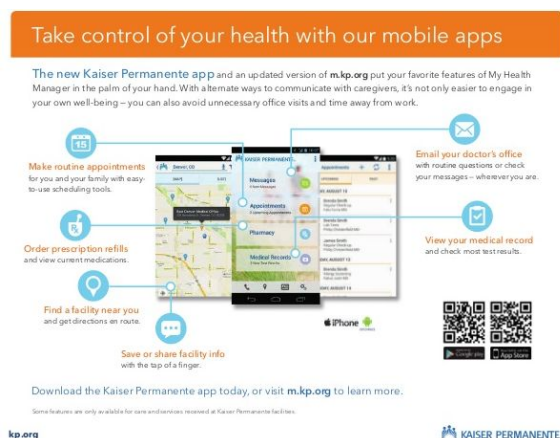 Take control of your health with our mobile apps
The new Kaiser Permanente app and an updated version of m.kp.org put your favorite features of My Health
Manager in the palm of your hand. With alternate ways to communicate with caregivers, it's not only easier to engage in
your own well-being – you can also avoid unnecessary office visits and time away from work.
15
Make routine appointments
for you and your family with easy-
to-use scheduling tools.
Order prescription refills
and view current medications.
Find a facility near you
and get directions en route.
Save or share facility info
with the tap of a finger.
Denver, CO
KAISER PERMANENTE
Messages
Appointments
Pharmacy
Medical Records
Appointments
Email your doctor's office
with routine questions or check
your messages – wherever you are.
View your medical record
and check most test results.
iPhone
Google play
App Store
Download the Kaiser Permanente app today, or visit m.kp.org to learn more.
Some features are only available for care and services received at Kaiser Permanente facilities.
kp.org
KAISER PERMANENTE